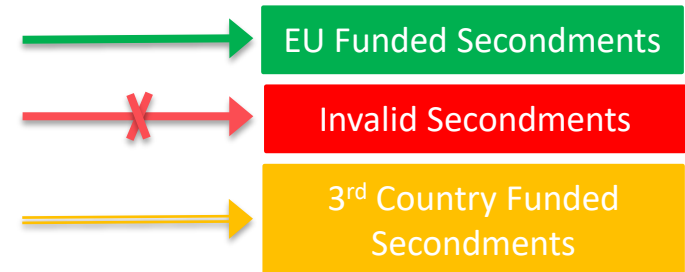 EU Funded Secondments
Invalid Secondments
3rd Country Funded
Secondments